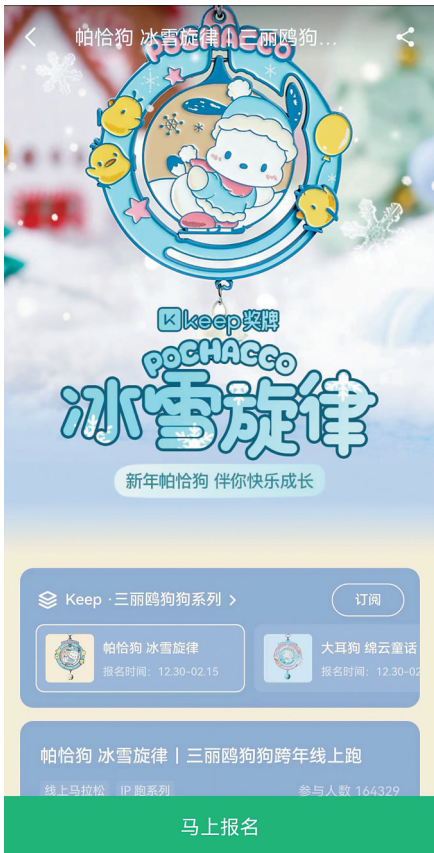 帕恰狗 冰雪旋律 | 三丽鸥狗...
POCHACCO
keep奖牌
POCHACCO
冰雪旋律
新年帕恰狗 伴你快乐成长
Keep · 三丽鸥狗狗系列 >
订阅
帕恰狗 冰雪旋律
报名时间：12.30-02.15
大耳狗 绵云童话
报名时间：12.30-02
帕恰狗 冰雪旋律 | 三丽鸥狗狗跨年线上跑
线上马拉松
IP 跑系列
参与人数 164329
马上报名